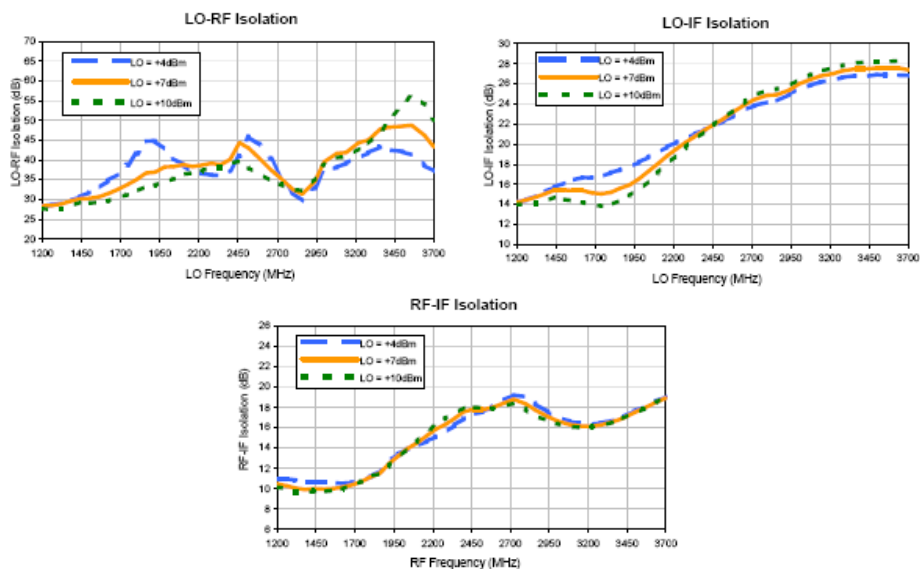 LO-RF Isolation
LO-RF Isolation (dB)
70
65
60
55
50
45
40
35
30
25
20
LO = +4dBm
LO = +7dBm
LO = +10dBm
1200 1450 1700 1950 2200 2450 2700 2950 3200 3450 3700
LO Frequency (MHz)
LO-IF Isolation
LO-IF Isolation (dB)
30
28
26
24
22
20
18
16
14
12
10
LO = +4dBm
LO = +7dBm
LO = +10dBm
1200 1450 1700 1950 2200 2450 2700 2950 3200 3450 3700
LO Frequency (MHz)
RF-IF Isolation
RF-IF Isolation (dB)
26
24
22
20
18
16
14
12
10
8
6
LO = +4dBm
LO = +7dBm
LO = +10dBm
1200 1450 1700 1950 2200 2450 2700 2950 3200 3450 3700
RF Frequency (MHz)